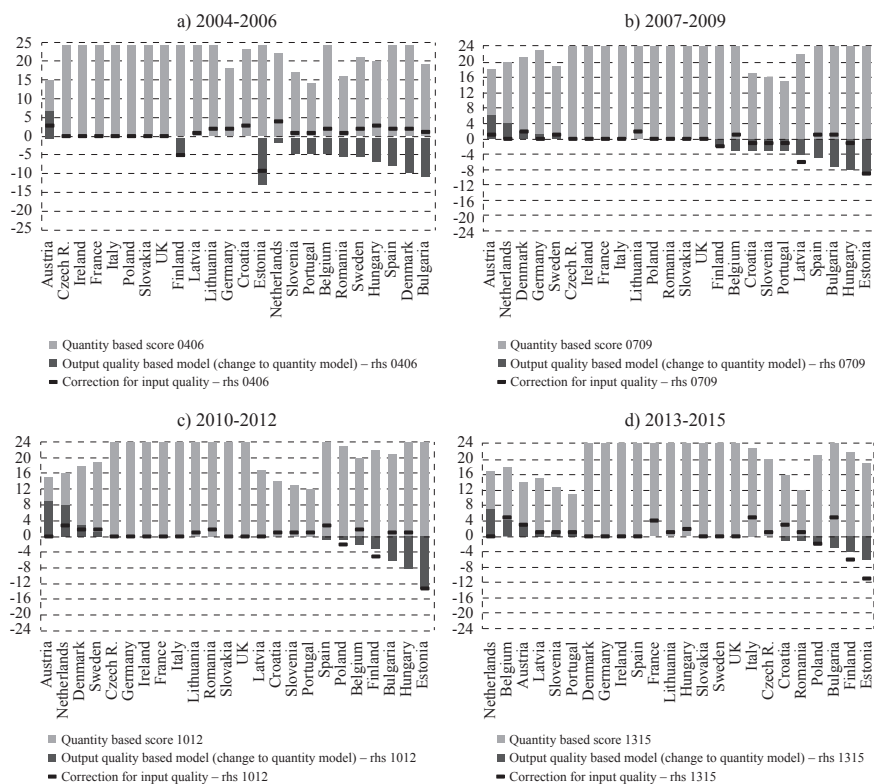 a) 2004-2006
25
20
15
10
5
0
-5
-10
-15
-20
-25
Austria
Czech R.
Ireland
France
Italy
Poland
Slovakia
UK
Finland
Latvia
Lithuania
Germany
Croatia
Estonia
Netherlands
Slovenia
Portugal
Belgium
Romania
Sweden
Hungary
Spain
Denmark
Bulgaria
Quantity based score 0406
Output quality based model (change to quantity model) – rhs 0406
Correction for input quality – rhs 0406
b) 2007-2009
24
20
16
12
8
4
0
-4
-8
-12
-16
-20
-24
Austria
Netherlands
Denmark
Germany
Sweden
Czech R.
Ireland
France
Italy
Lithuania
Poland
Romania
Slovakia
UK
Finland
Belgium
Croatia
Slovenia
Portugal
Latvia
Spain
Bulgaria
Hungary
Estonia
Quantity based score 0709
Output quality based model (change to quantity model) – rhs 0709
Correction for input quality – rhs 0709
c) 2010-2012
24
20
16
12
8
4
0
-4
-8
-12
-16
-20
-24
Austria
Netherlands
Denmark
Sweden
Czech R.
Germany
Ireland
France
Italy
Lithuania
Romania
Slovakia
UK
Latvia
Croatia
Slovenia
Portugal
Spain
Poland
Belgium
Finland
Bulgaria
Hungary
Estonia
Quantity based score 1012
Output quality based model (change to quantity model) – rhs 1012
Correction for input quality – rhs 1012
d) 2013-2015
24
20
16
12
8
4
0
-4
-8
-12
-16
-20
-24
Netherlands
Belgium
Austria
Latvia
Slovenia
Portugal
Denmark
Germany
Ireland
Spain
France
Lithuania
Hungary
Slovakia
Sweden
UK
Italy
Czech R.
Croatia
Romania
Poland
Bulgaria
Finland
Estonia
Quantity based score 1315
Output quality based model (change to quantity model) – rhs 1315
Correction for input quality – rhs 1315